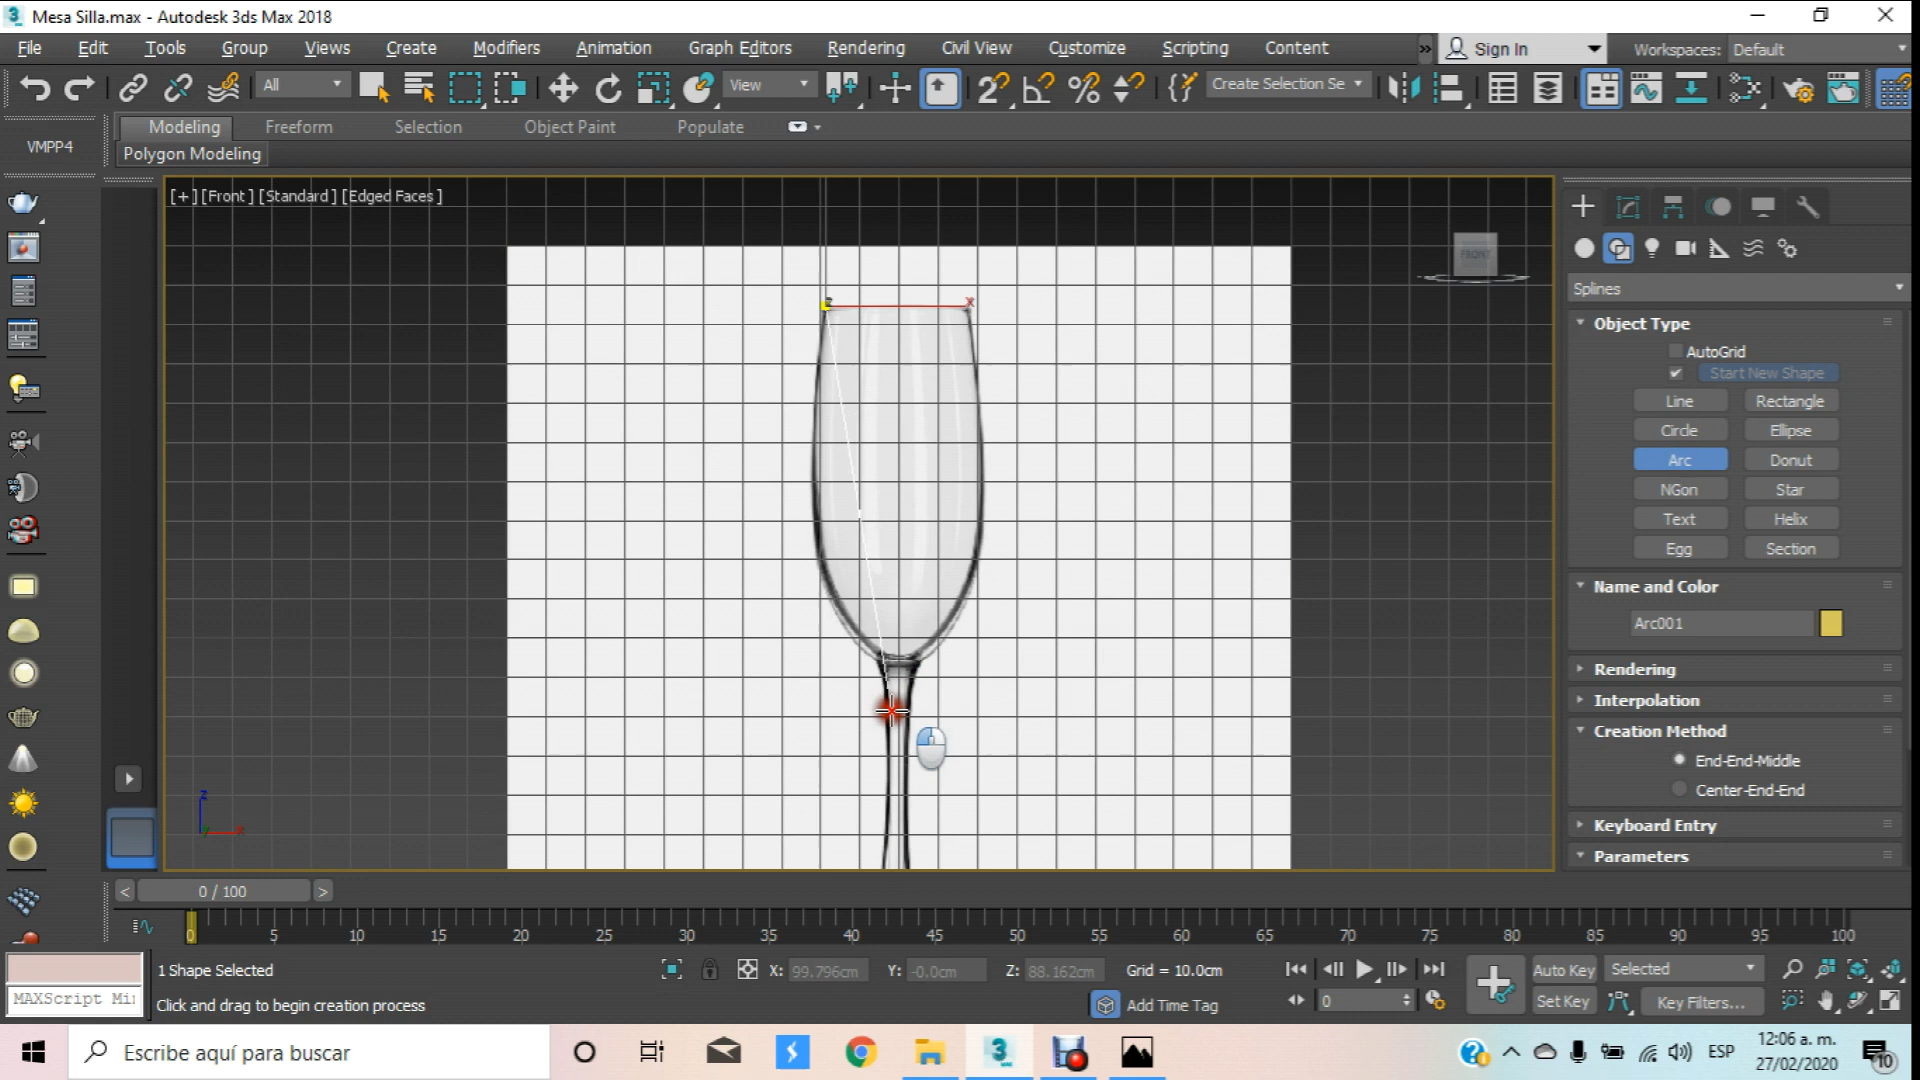 Mesa Silla.max - Autodesk 3ds Max 2018
File Edit Tools Group Views Create Modifiers Animation Graph Editors Rendering Civil View Customize Scripting Content
Sign In
Workspaces: Default
All
View
Create Selection Se
VMPP4
Modeling Freeform Selection Object Paint Populate
Polygon Modeling
[+] [Front] [Standard] [Edged Faces]
FRONT
Splines
Object Type
AutoGrid
Start New Shape
Line Rectangle
Circle Ellipse
Arc Donut
NGon Star
Text Helix
Egg Section
Name and Color
Arc001
Rendering
Interpolation
Creation Method
End-End-Middle
Center-End-End
Keyboard Entry
Parameters
x
z
x
< 0 / 100 >
0 5 10 15 20 25 30 35 40 45 50 55 60 65 70 75 80 85 90 95 100
1 Shape Selected
X: 99.796cm Y: -0.0cm Z: 88.162cm Grid = 10.0cm
Auto Key Selected
MAXScript Mi
Click and drag to begin creation process
Add Time Tag
0
Set Key Key Filters...
Escribe aquí para buscar
ESP
12:06 a. m.
27/02/2020
10